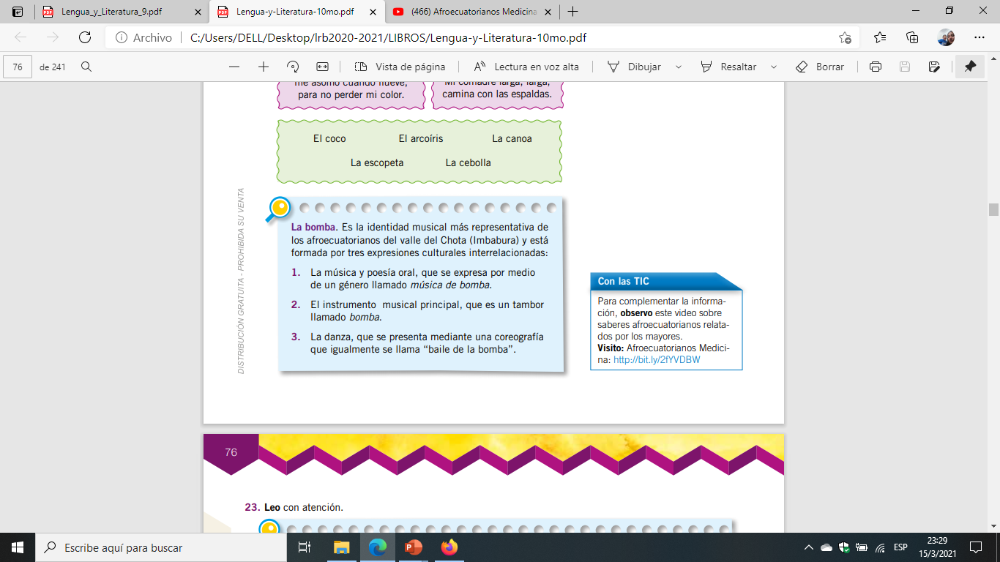 Lengua_y_Literatura_9.pdf
Lengua-y-Literatura-10mo.pdf
(466) Afroecuatorianos Medicina
Archivo
C:/Users/DELL/Desktop/lrb2020-2021/LIBROS/Lengua-y-Literatura-10mo.pdf
76
de 241
Vista de página
Lectura en voz alta
Dibujar
Resaltar
Borrar
me asomo cuando llueve,
para no perder mi color.
Mi comadre larga, larga,
camina con las espaldas.
El coco El arcoíris La canoa
La escopeta La cebolla
DISTRIBUCIÓN GRATUITA - PROHIBIDA SU VENTA
La bomba. Es la identidad musical más representativa de
los afroecuatorianos del valle del Chota (Imbabura) y está
formada por tres expresiones culturales interrelacionadas:
1. La música y poesía oral, que se expresa por medio
de un género llamado música de bomba.
2. El instrumento musical principal, que es un tambor
llamado bomba.
3. La danza, que se presenta mediante una coreografía
que igualmente se llama “baile de la bomba”.
Con las TIC
Para complementar la informa-
ción, observo este video sobre
saberes afroecuatorianos relata-
dos por los mayores.
Visito: Afroecuatorianos Medici-
na: http://bit.ly/2fYVDBW
76
23. Leo con atención.
Escribe aquí para buscar
ESP
23:29
15/3/2021